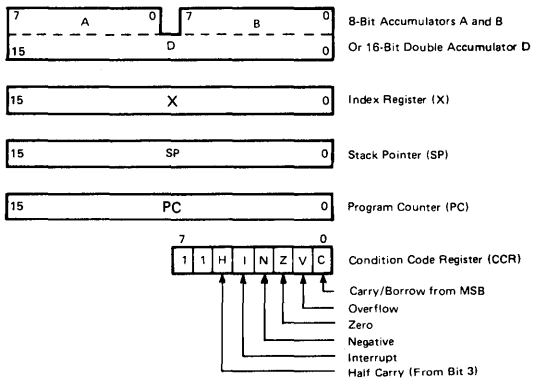 7 A 0 7 B 0 8-Bit Accumulators A and B
15 D 0 Or 16-Bit Double Accumulator D
15 X 0 Index Register (X)
15 SP 0 Stack Pointer (SP)
15 PC 0 Program Counter (PC)
7 0
1 1 H I N Z V C Condition Code Register (CCR)
Carry/Borrow from MSB
Overflow
Zero
Negative
Interrupt
Half Carry (From Bit 3)